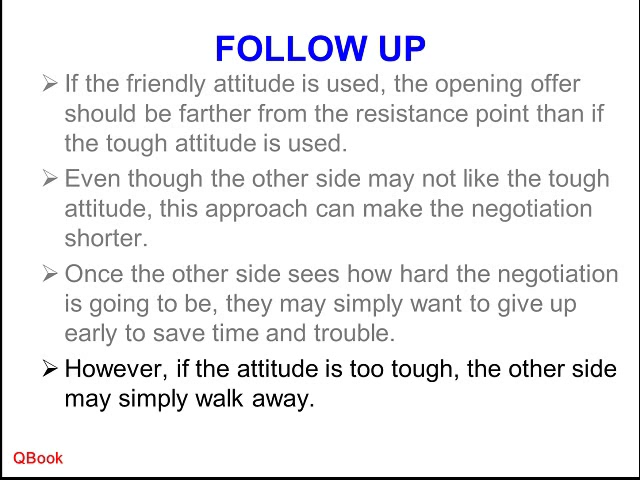 FOLLOW UP
If the friendly attitude is used, the opening offer
should be farther from the resistance point than if
the tough attitude is used.
Even though the other side may not like the tough
attitude, this approach can make the negotiation
shorter.
Once the other side sees how hard the negotiation
is going to be, they may simply want to give up
early to save time and trouble.
However, if the attitude is too tough, the other side
may simply walk away.
QBook